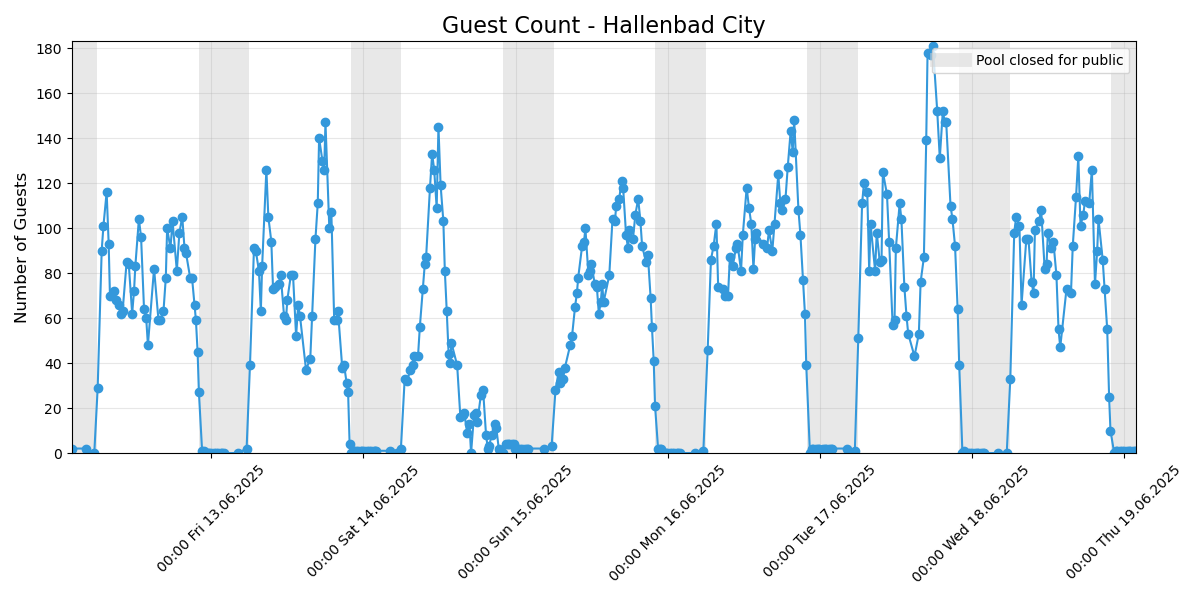 Guest Count - Hallenbad City
Pool closed for public
Number of Guests
180
160
140
120
100
80
60
40
20
0
00:00 Fri 13.06.2025
00:00 Sat 14.06.2025
00:00 Sun 15.06.2025
00:00 Mon 16.06.2025
00:00 Tue 17.06.2025
00:00 Wed 18.06.2025
00:00 Thu 19.06.2025